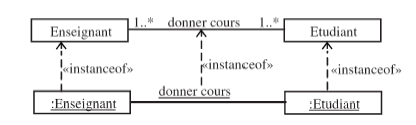 Enseignant 1..* donner cours 1..* Etudiant
«instanceof» «instanceof» «instanceof»
:Enseignant donner cours :Etudiant